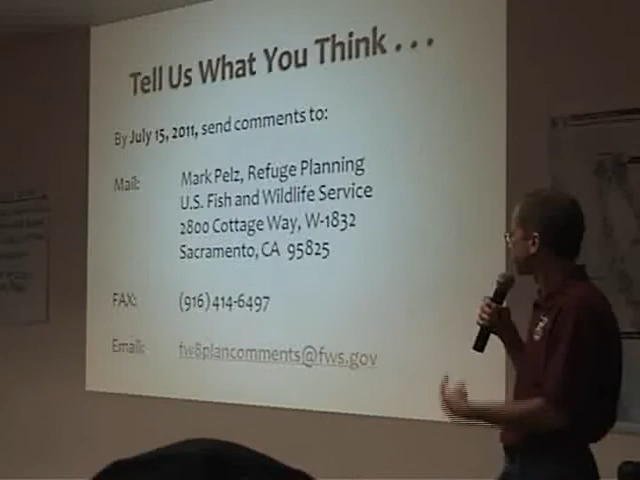 Tell Us What You Think . . .
By July 15, 2011, send comments to:
Mail: Mark Pelz, Refuge Planning
U.S. Fish and Wildlife Service
2800 Cottage Way, W-1832
Sacramento, CA 95825
FAX: (916) 414-6497
Email: fw8plancomments@fws.gov